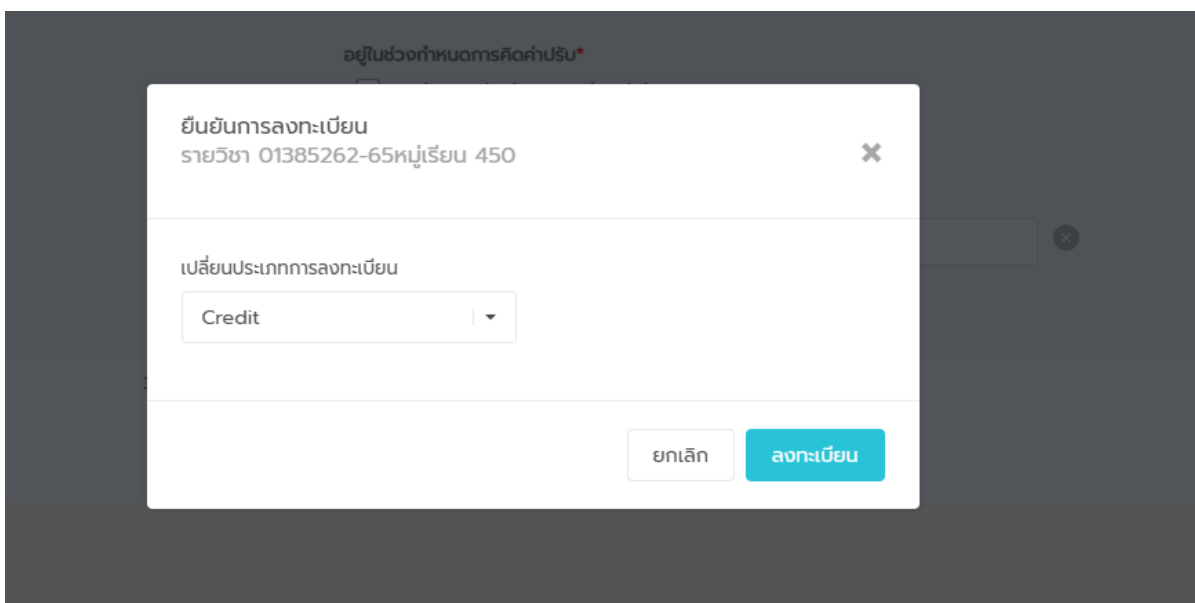 อยู่ในช่วงกำหนดการคิดค่าปรับ*
ยืนยันการลงทะเบียน
รายวิชา 01385262-65หมู่เรียน 450
เปลี่ยนประเภทการลงทะเบียน
Credit
ยกเลิก
ลงทะเบียน